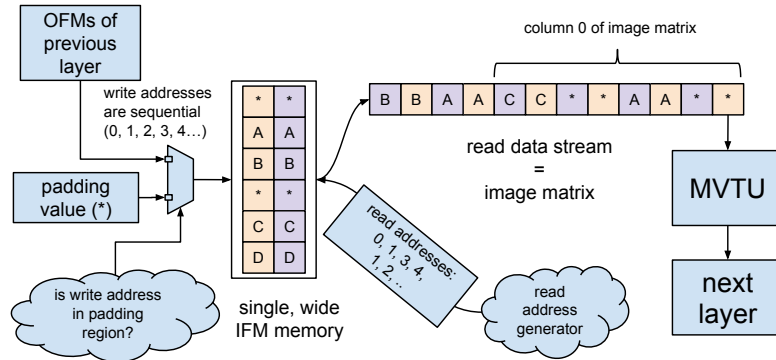 OFMs of
previous
layer
write addresses
are sequential
(0, 1, 2, 3, 4…)
padding
value (*)
is write address
in padding
region?
* *
A A
B B
* *
C C
D D
single, wide
IFM memory
column 0 of image matrix
B B A A C C * * A A * *
read data stream
=
image matrix
read addresses:
0, 1, 3, 4,
1, 2, ..
read
address
generator
MVTU
next
layer